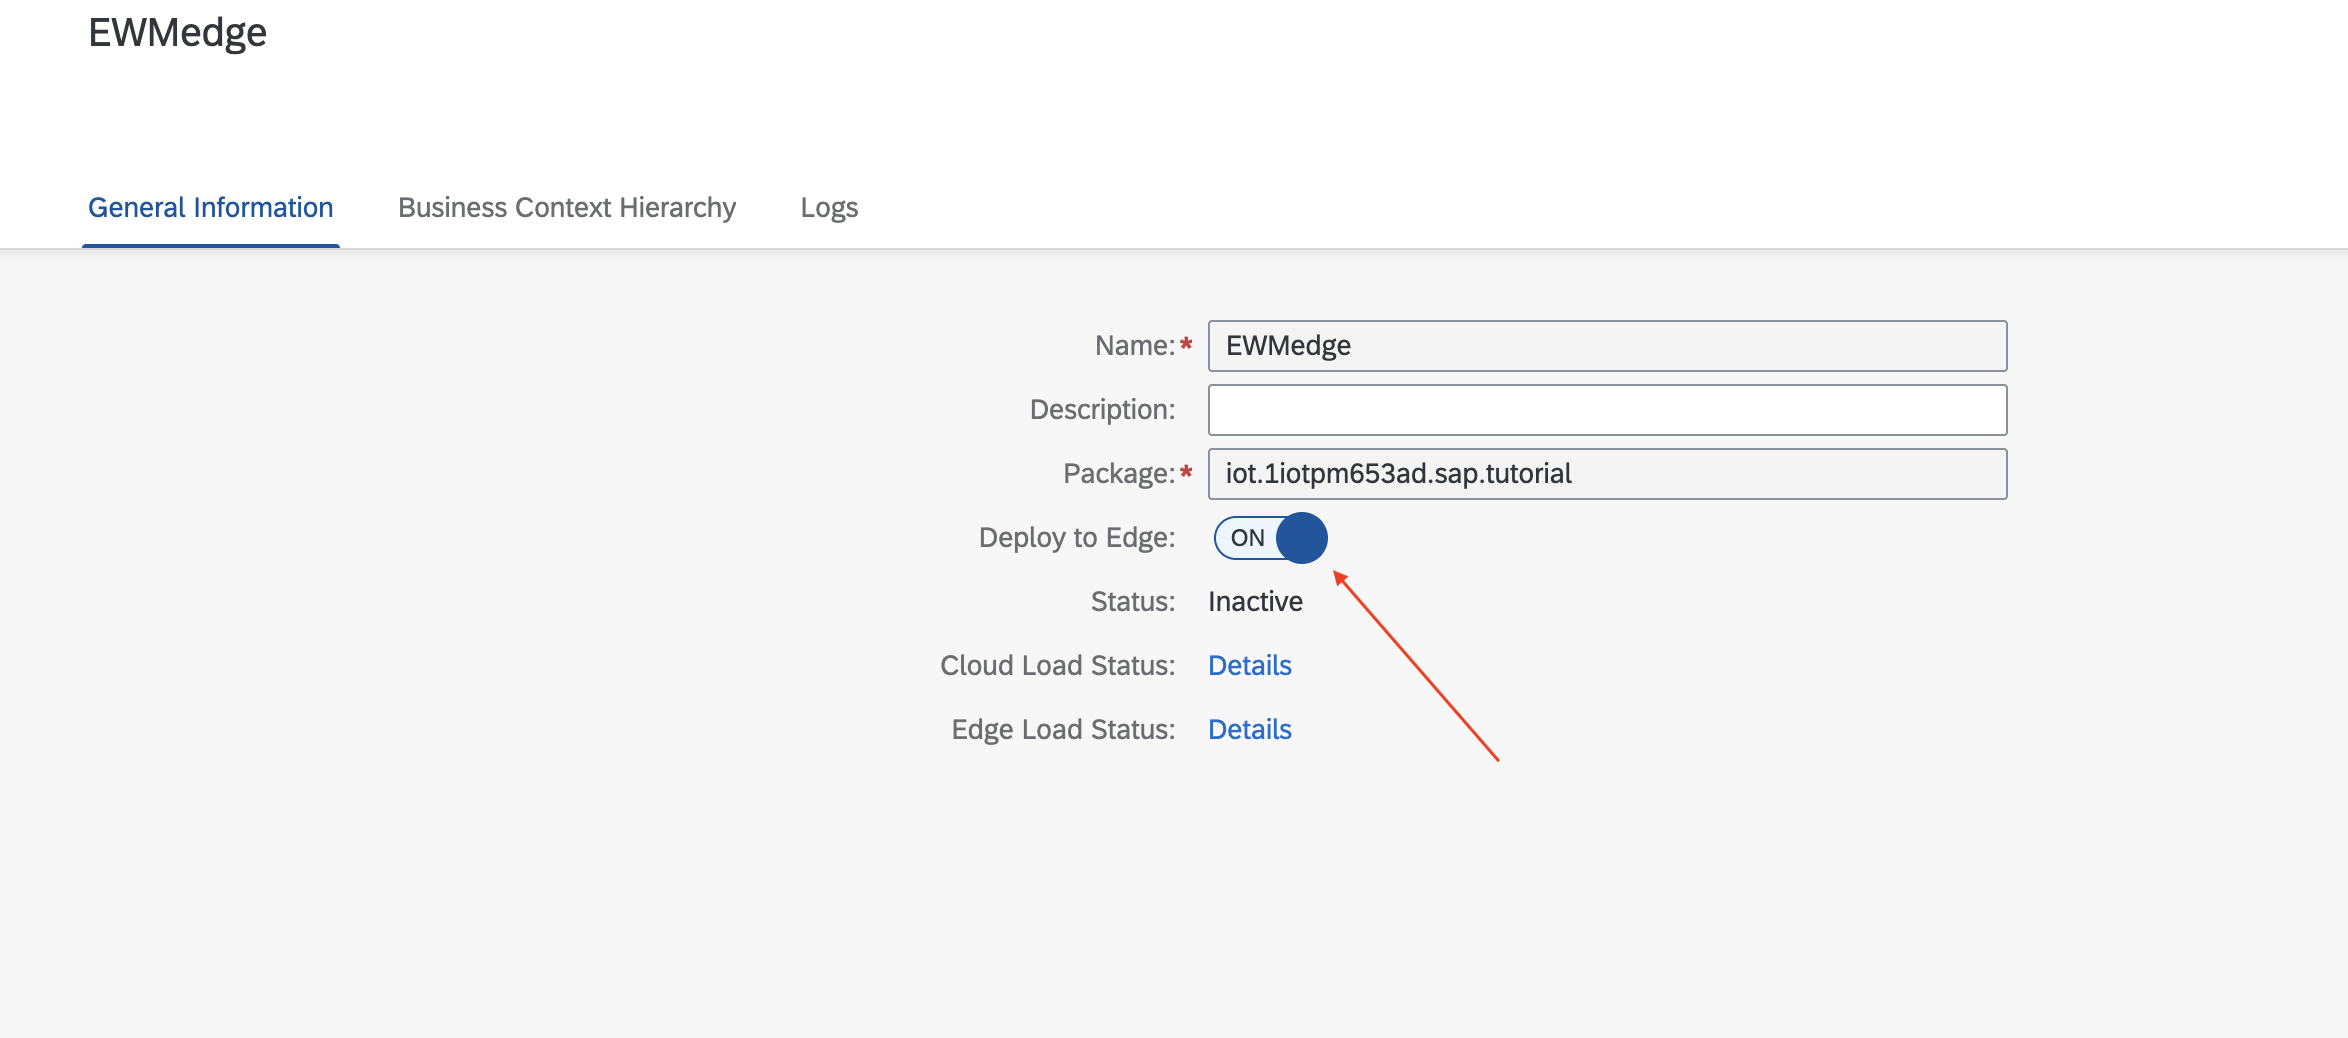 EWMedge
General Information Business Context Hierarchy Logs
Name:* EWMedge
Description:
Package:* iot.1iotpm653ad.sap.tutorial
Deploy to Edge: ON
Status: Inactive
Cloud Load Status: Details
Edge Load Status: Details